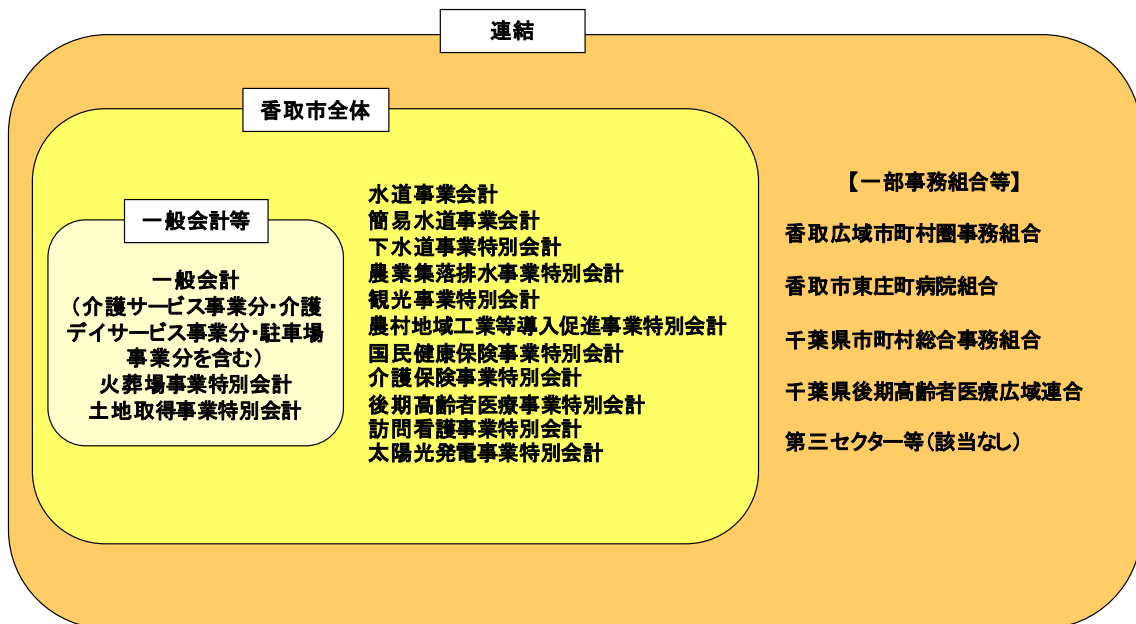 連結
香取市全体
一般会計等
一般会計
（介護サービス事業分・介護
デイサービス事業分・駐車場
事業分を含む）
火葬場事業特別会計
土地取得事業特別会計
水道事業会計
簡易水道事業会計
下水道事業特別会計
農業集落排水事業特別会計
観光事業特別会計
農村地域工業等導入促進事業特別会計
国民健康保険事業特別会計
介護保険事業特別会計
後期高齢者医療事業特別会計
訪問看護事業特別会計
太陽光発電事業特別会計
【一部事務組合等】
香取広域市町村圏事務組合
香取市東庄町病院組合
千葉県市町村総合事務組合
千葉県後期高齢者医療広域連合
第三セクター等（該当なし）